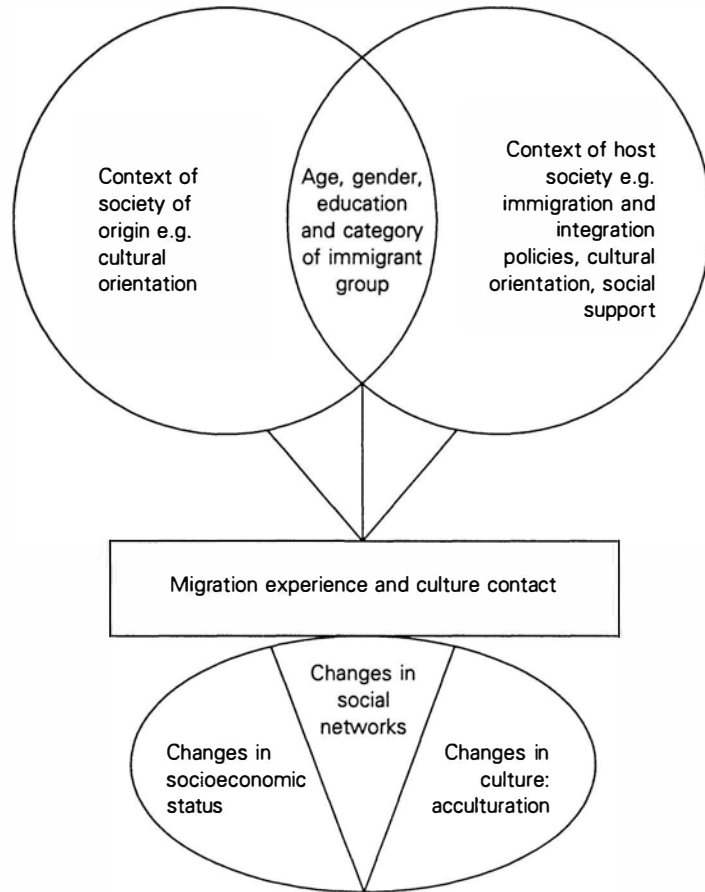 Context of
society of
origin e.g.
cultural
orientation
Age, gender,
education
and category
of immigrant
group
Context of host
society e.g.
immigration and
integration
policies, cultural
orientation, social
support
Migration experience and culture contact
Changes in
social
networks
Changes in
socioeconomic
status
Changes in
culture:
acculturation